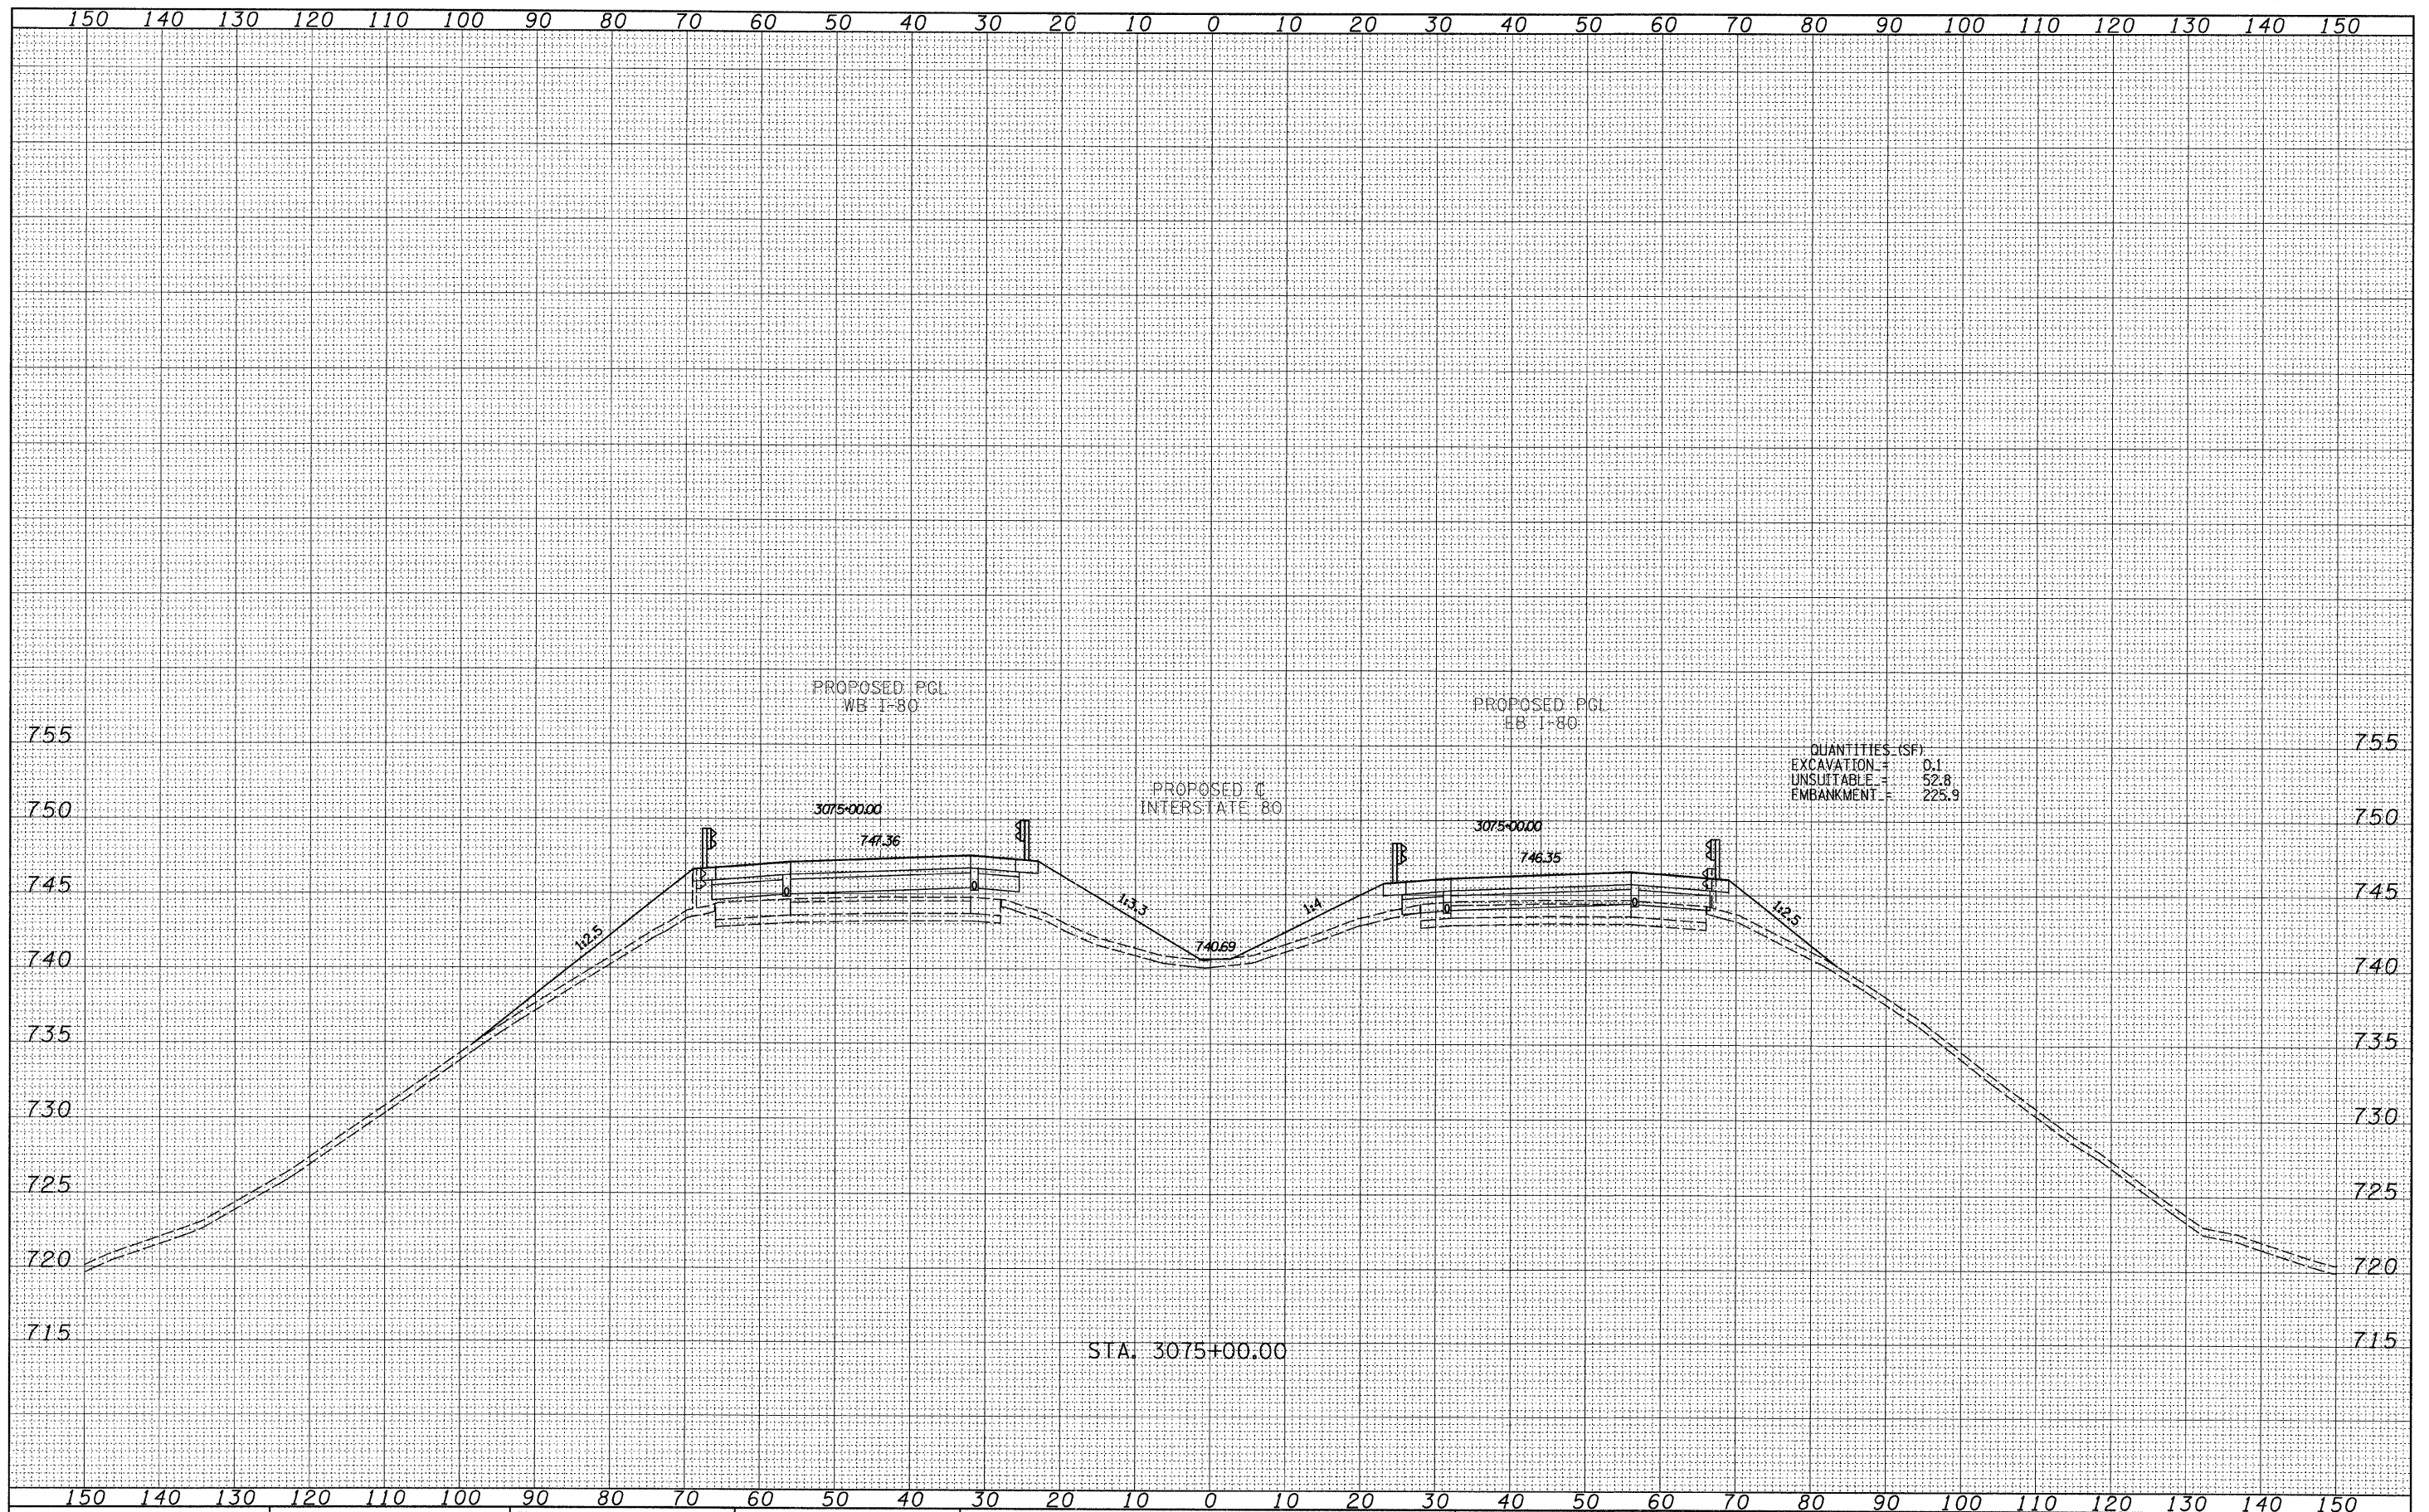 150 140 130 120 110 100 90 80 70 60 50 40 30 20 10 0 10 20 30 40 50 60 70 80 90 100 110 120 130 140 150
PROPOSED PGL
WB I-80
PROPOSED PGL
EB I-80
755 755
QUANTITIES (SF)
EXCAVATION = 0.1
UNSUITABLE = 52.8
EMBANKMENT = 225.9
PROPOSED ℄
INTERSTATE 80
750 750
3075+00.00
747.36
3075+00.00
746.35
745 745
1:2.5
1:3.3
1:4
1:2.5
740.69
740 740
735 735
730 730
725 725
720 720
715 715
STA. 3075+00.00
150 140 130 120 110 100 90 80 70 60 50 40 30 20 10 0 10 20 30 40 50 60 70 80 90 100 110 120 130 140 150